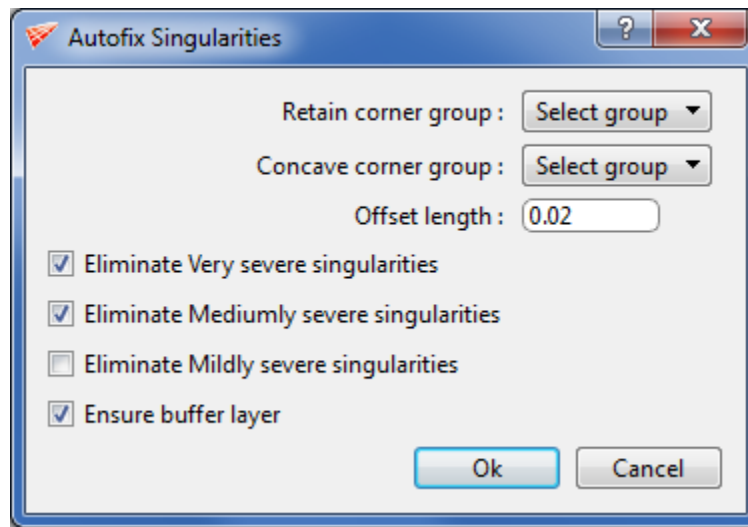 Autofix Singularities ? X
Retain corner group : Select group
Concave corner group : Select group
Offset length : 0.02
Eliminate Very severe singularities
Eliminate Mediumly severe singularities
Eliminate Mildly severe singularities
Ensure buffer layer
Ok Cancel